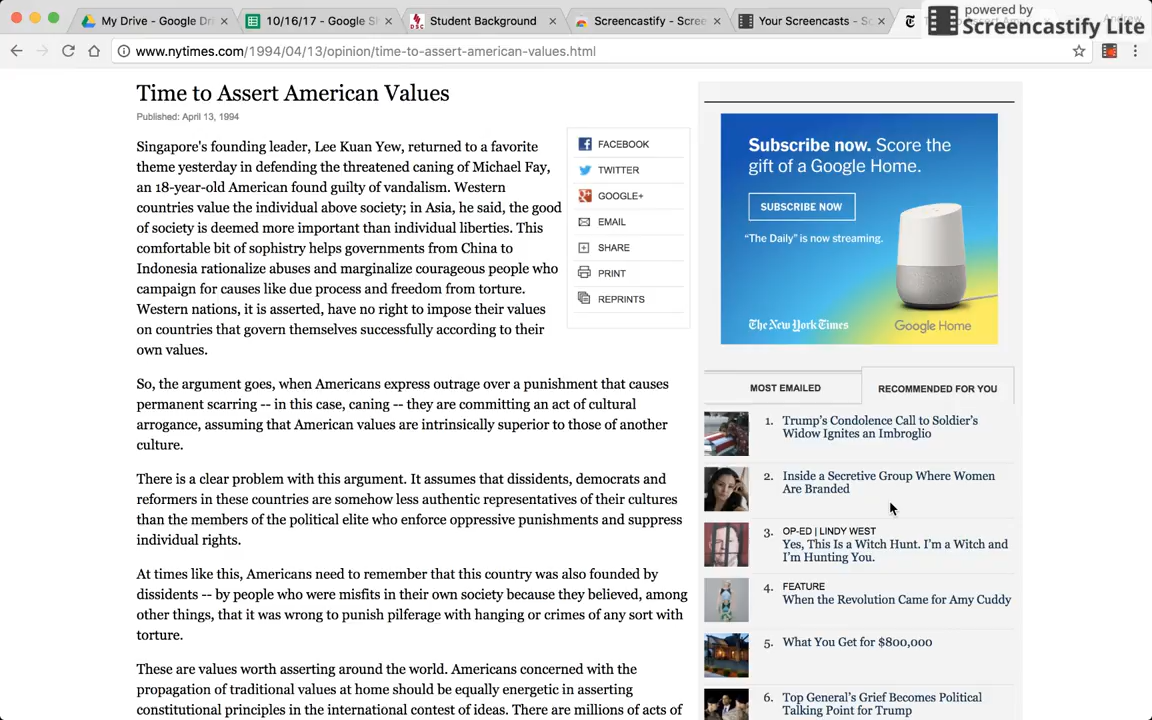 My Drive - Google Dri
10/16/17 - Google S
Student Background
Screencastify - Scree
Your Screencasts - Sc
powered by
Screencastify Lite
www.nytimes.com/1994/04/13/opinion/time-to-assert-american-values.html
Time to Assert American Values
Published: April 13, 1994
Singapore's founding leader, Lee Kuan Yew, returned to a favorite
theme yesterday in defending the threatened caning of Michael Fay,
an 18-year-old American found guilty of vandalism. Western
countries value the individual above society; in Asia, he said, the good
of society is deemed more important than individual liberties. This
comfortable bit of sophistry helps governments from China to
Indonesia rationalize abuses and marginalize courageous people who
campaign for causes like due process and freedom from torture.
Western nations, it is asserted, have no right to impose their values
on countries that govern themselves successfully according to their
own values.
So, the argument goes, when Americans express outrage over a punishment that causes
permanent scarring -- in this case, caning -- they are committing an act of cultural
arrogance, assuming that American values are intrinsically superior to those of another
culture.
There is a clear problem with this argument. It assumes that dissidents, democrats and
reformers in these countries are somehow less authentic representatives of their cultures
than the members of the political elite who enforce oppressive punishments and suppress
individual rights.
At times like this, Americans need to remember that this country was also founded by
dissidents -- by people who were misfits in their own society because they believed, among
other things, that it was wrong to punish pilferage with hanging or crimes of any sort with
torture.
These are values worth asserting around the world. Americans concerned with the
propagation of traditional values at home should be equally energetic in asserting
constitutional principles in the international contest of ideas. There are millions of acts of
FACEBOOK
TWITTER
GOOGLE+
EMAIL
SHARE
PRINT
REPRINTS
Subscribe now. Score the
gift of a Google Home.
SUBSCRIBE NOW
“The Daily” is now streaming.
The New York Times
Google Home
MOST EMAILED
RECOMMENDED FOR YOU
1. Trump’s Condolence Call to Soldier’s
Widow Ignites an Imbroglio
2. Inside a Secretive Group Where Women
Are Branded
3. OP-ED | LINDY WEST
Yes, This Is a Witch Hunt. I’m a Witch and
I’m Hunting You.
4. FEATURE
When the Revolution Came for Amy Cuddy
5. What You Get for $800,000
6. Top General’s Grief Becomes Political
Talking Point for Trump